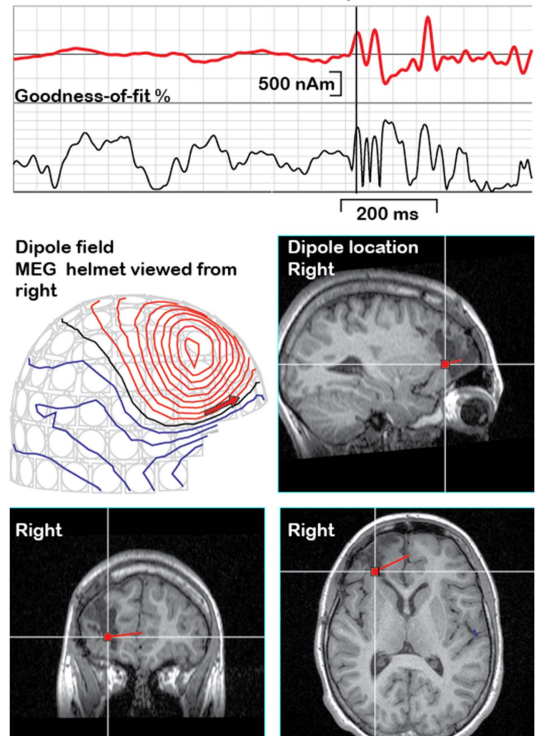 500 nAm
Goodness-of-fit %
200 ms
Dipole field
MEG helmet viewed from
right
Dipole location
Right
Right
Right